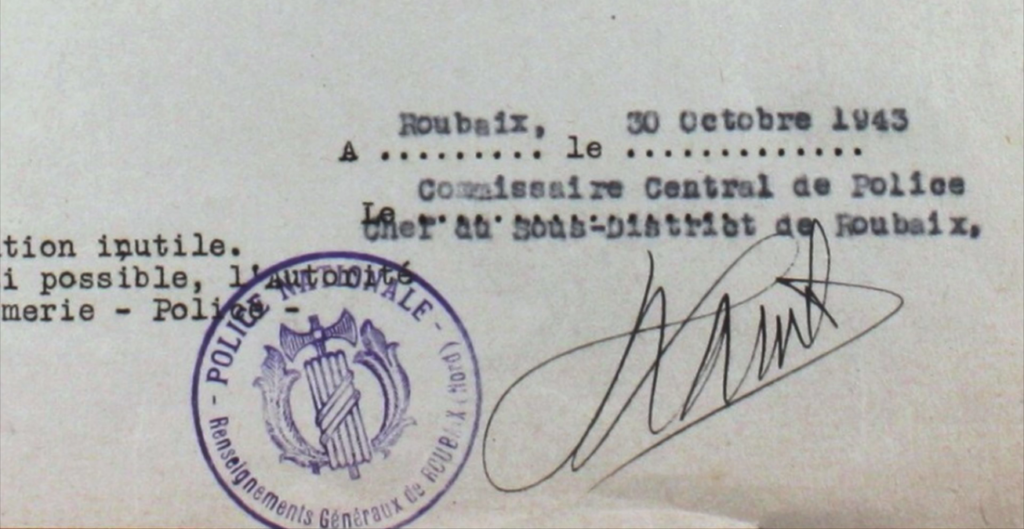 Roubaix, 30 Octobre 1943
A ......... le .............
Commissaire Central de Police
Le ..................
Chef du Sous-District de Roubaix,
tion inutile.
i possible, l'Autorité
merie - Police -
- POLICE NATIONALE -
Renseignements Généraux de ROUBAIX (Nord)